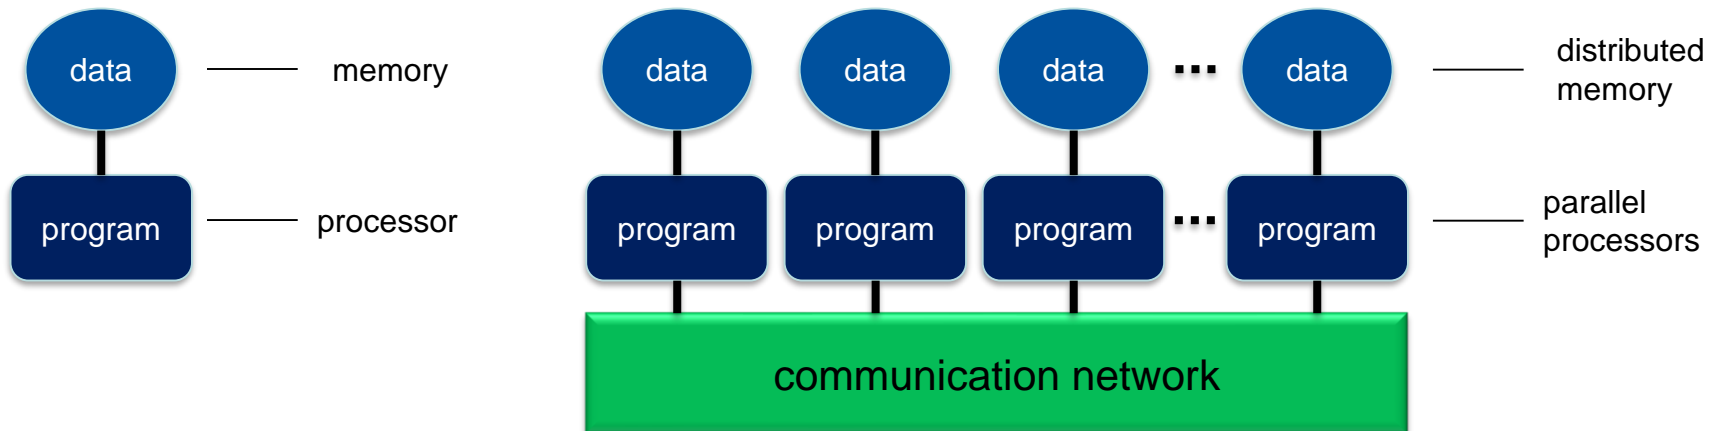 data
memory
program
processor
data data data ... data
distributed
memory
program program program ... program
parallel
processors
communication network